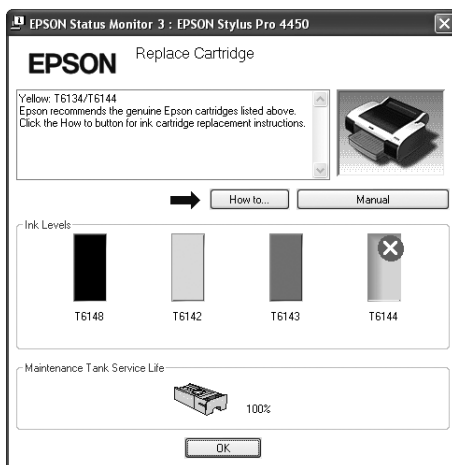 EPSON Status Monitor 3 : EPSON Stylus Pro 4450
EPSON
Replace Cartridge
Yellow: T6134/T6144
Epson recommends the genuine Epson cartridges listed above.
Click the How to button for ink cartridge replacement instructions.
How to...
Manual
Ink Levels
T6148
T6142
T6143
T6144
Maintenance Tank Service Life
100%
OK